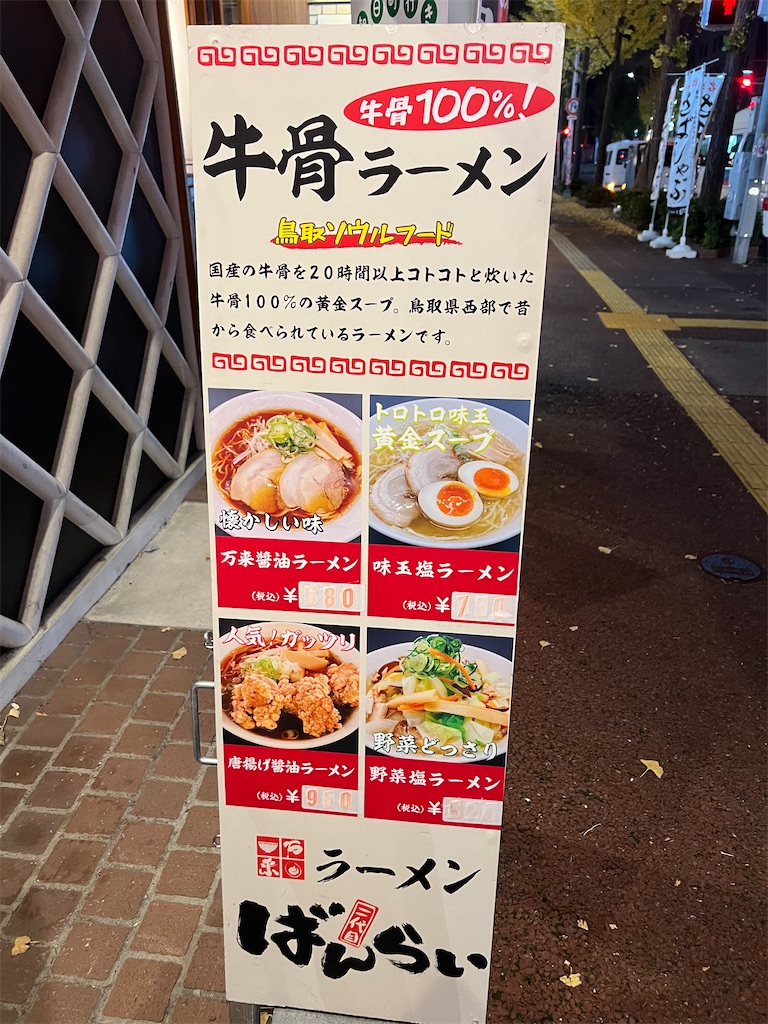 牛骨100%!
牛骨ラーメン
鳥取ソウルフード
国産の牛骨を20時間以上コトコトと炊いた
牛骨100%の黄金スープ。鳥取県西部で昔
から食べられているラーメンです。
懐かしい味
万来醤油ラーメン
(税込)¥
トロトロ味玉
黄金スープ
味玉塩ラーメン
(税込)¥
人気!ガッツリ
唐揚げ醤油ラーメン
(税込)¥
野菜どっさり
野菜塩ラーメン
(税込)¥
ラーメン
二代目
ばんらい
しゃぶ